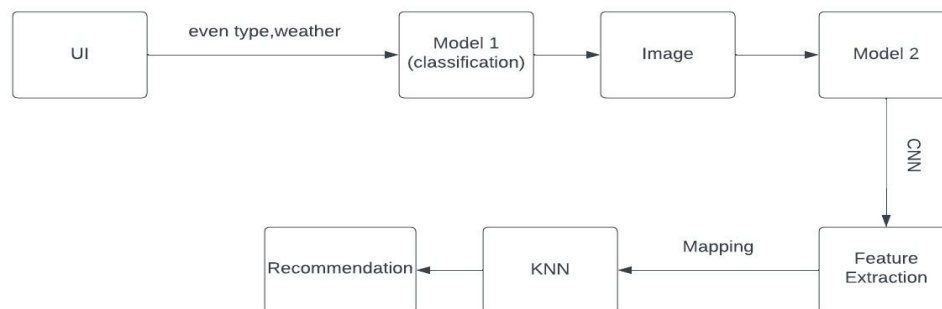 UI
even type,weather
Model 1
(classification)
Image
Model 2
CNN
Feature
Extraction
Mapping
KNN
Recommendation